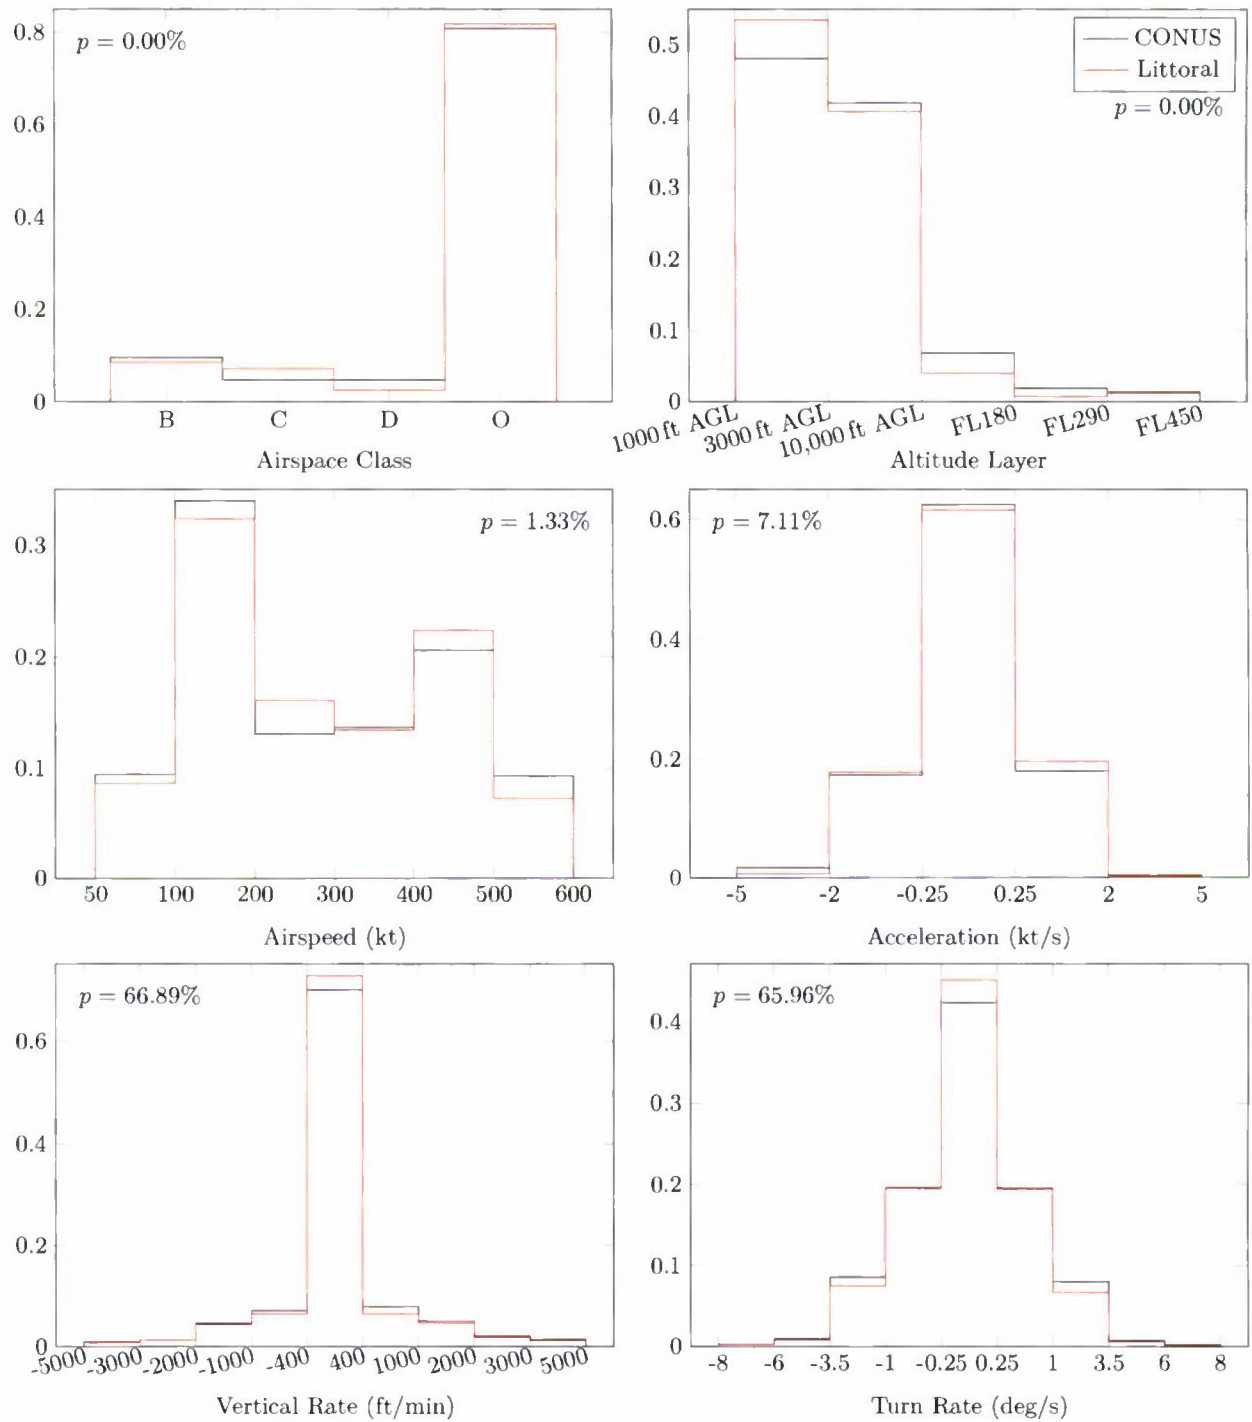 p = 0.00%
0.8
0.6
0.4
0.2
0
B C D O
Airspace Class
CONUS
Littoral
p = 0.00%
0.5
0.4
0.3
0.2
0.1
0
1000 ft AGL 3000 ft AGL 10,000 ft AGL FL180 FL290 FL450
Altitude Layer
p = 1.33%
0.3
0.2
0.1
0
50 100 200 300 400 500 600
Airspeed (kt)
p = 7.11%
0.6
0.4
0.2
0
-5 -2 -0.25 0.25 2 5
Acceleration (kt/s)
p = 66.89%
0.6
0.4
0.2
0
-5000 -3000 -2000 -1000 -400 400 1000 2000 3000 5000
Vertical Rate (ft/min)
p = 65.96%
0.4
0.3
0.2
0.1
0
-8 -6 -3.5 -1 -0.25 0.25 1 3.5 6 8
Turn Rate (deg/s)